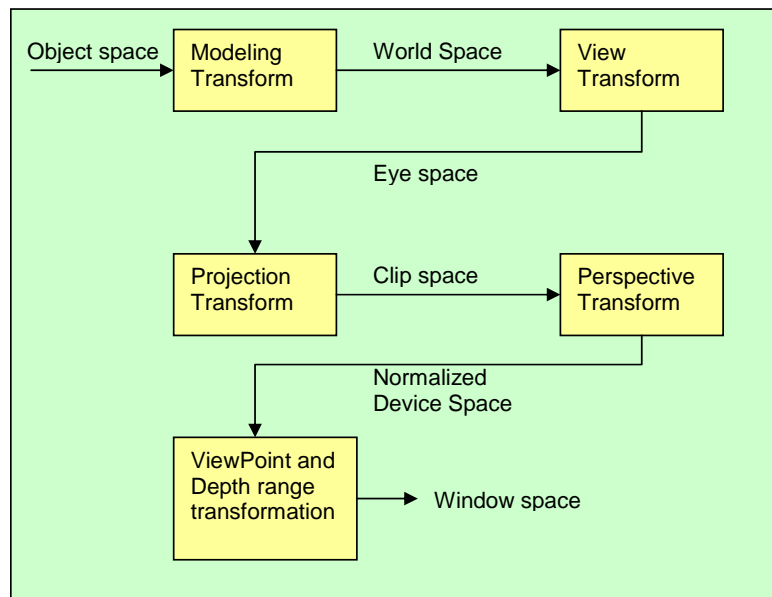 Object space
Modeling
Transform
World Space
View
Transform
Eye space
Projection
Transform
Clip space
Perspective
Transform
Normalized
Device Space
ViewPoint and
Depth range
transformation
Window space